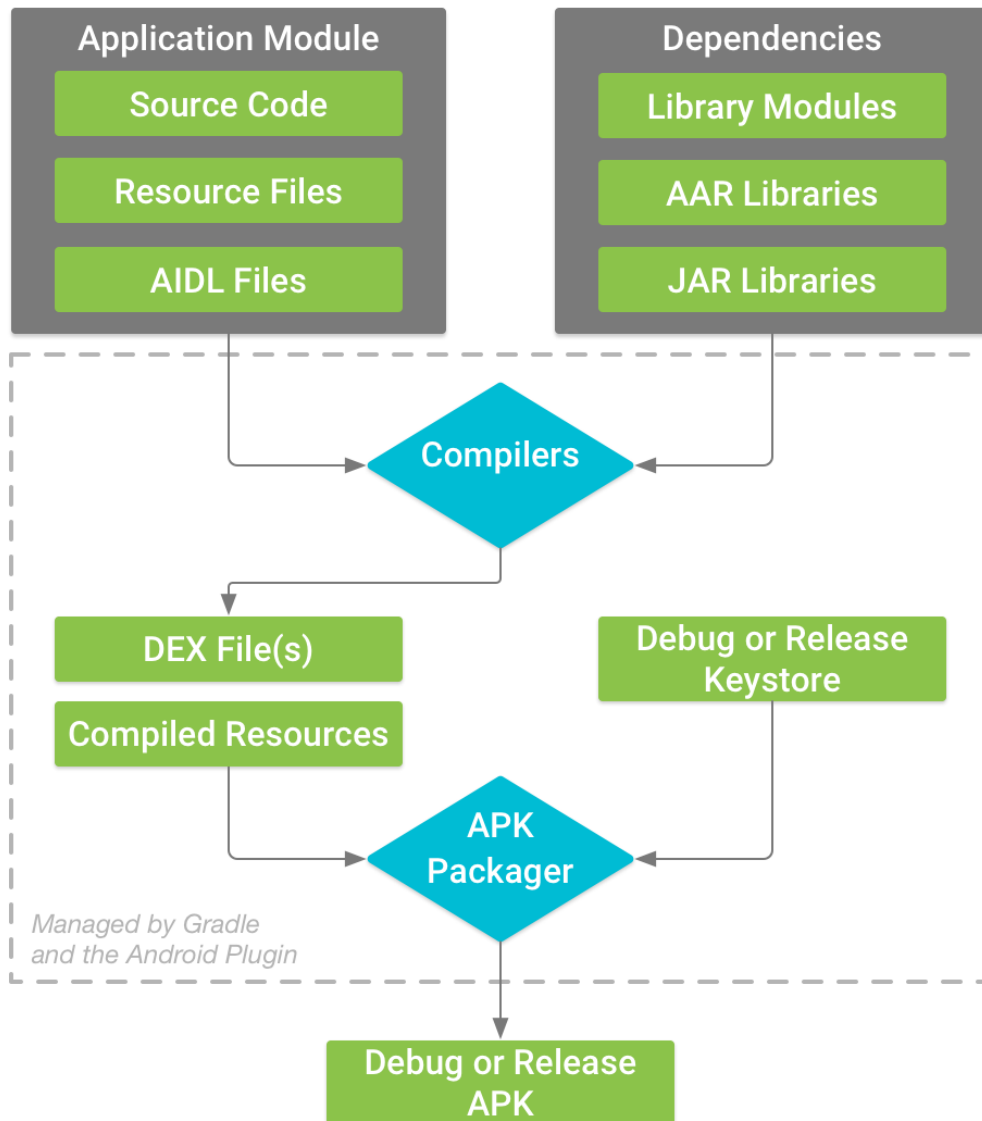 Application Module
Source Code
Resource Files
AIDL Files
Dependencies
Library Modules
AAR Libraries
JAR Libraries
Compilers
DEX File(s)
Compiled Resources
Debug or Release
Keystore
APK
Packager
Managed by Gradle
and the Android Plugin
Debug or Release
APK